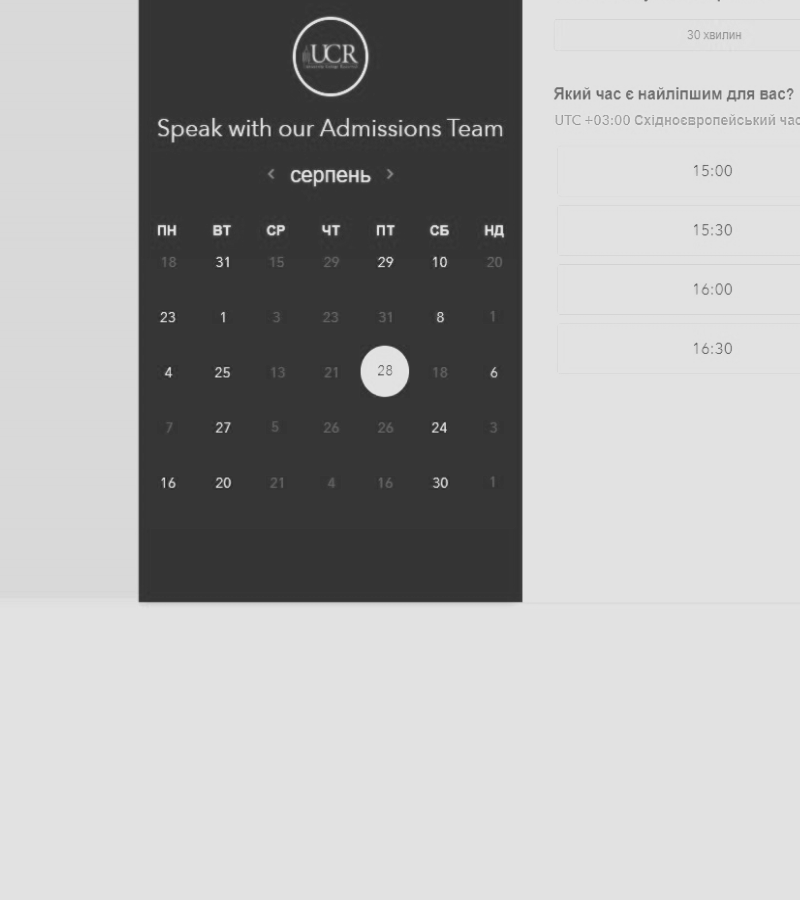 UCR
Speak with our Admissions Team
< серпень >
ПН ВТ СР ЧТ ПТ СБ НД
18 31 15 29 29 10 20
23 1 3 23 31 8 1
4 25 13 21 28 18 6
7 27 5 26 26 24 3
16 20 21 4 16 30 1
30 хвилин
Який час є найліпшим для вас?
UTC +03:00 Східноєвропейський час
15:00
15:30
16:00
16:30